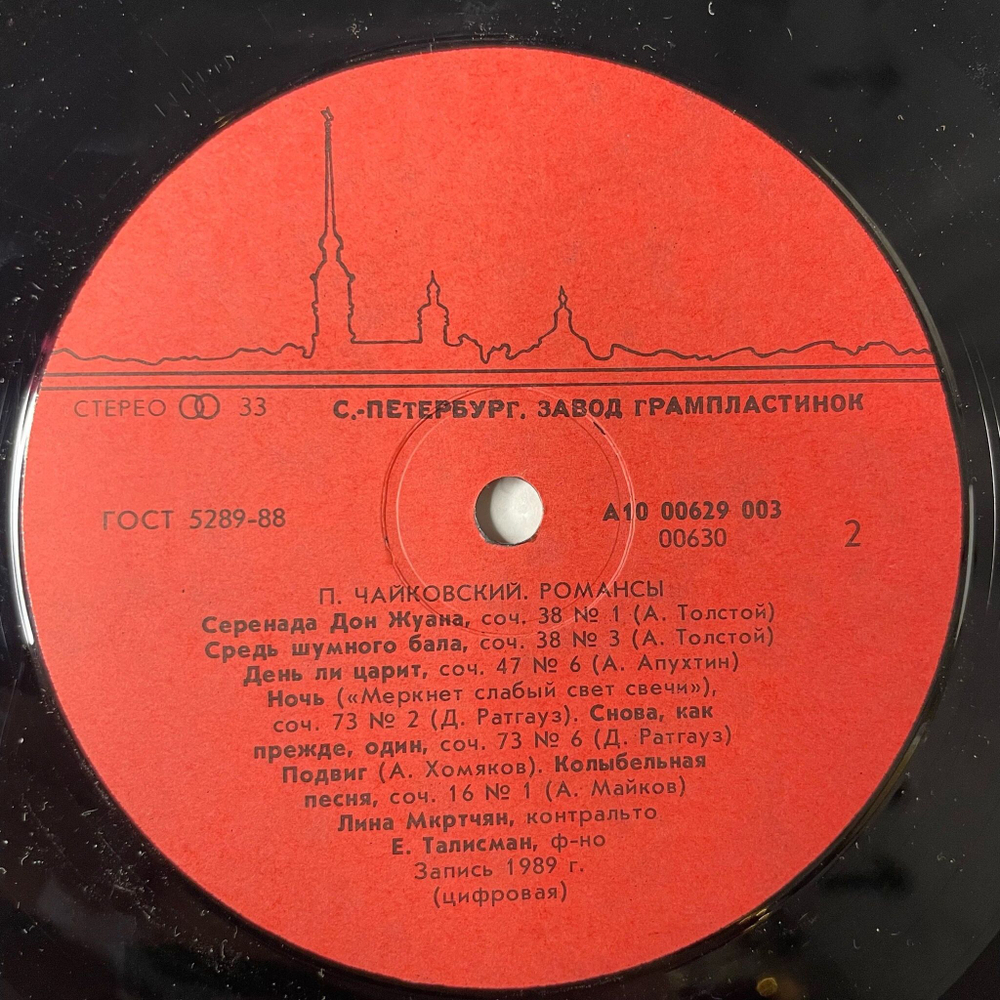 СТЕРЕО 33 С.-ПЕТЕРБУРГ. ЗАВОД ГРАМПЛАСТИНОК
ГОСТ 5289-88
А10 00629 003
00630
2
П. ЧАЙКОВСКИЙ. РОМАНСЫ
Серенада Дон Жуана, соч. 38 № 1 (А. Толстой)
Средь шумного бала, соч. 38 № 3 (А. Толстой)
День ли царит, соч. 47 № 6 (А. Апухтин)
Ночь («Меркнет слабый свет свечи»),
соч. 73 № 2 (Д. Ратгауз). Снова, как
прежде, один, соч. 73 № 6 (Д. Ратгауз)
Подвиг (А. Хомяков). Колыбельная
песня, соч. 16 № 1 (А. Майков)
Лина Мкртчян, контральто
Е. Талисман, ф-но
Запись 1989 г.
(цифровая)